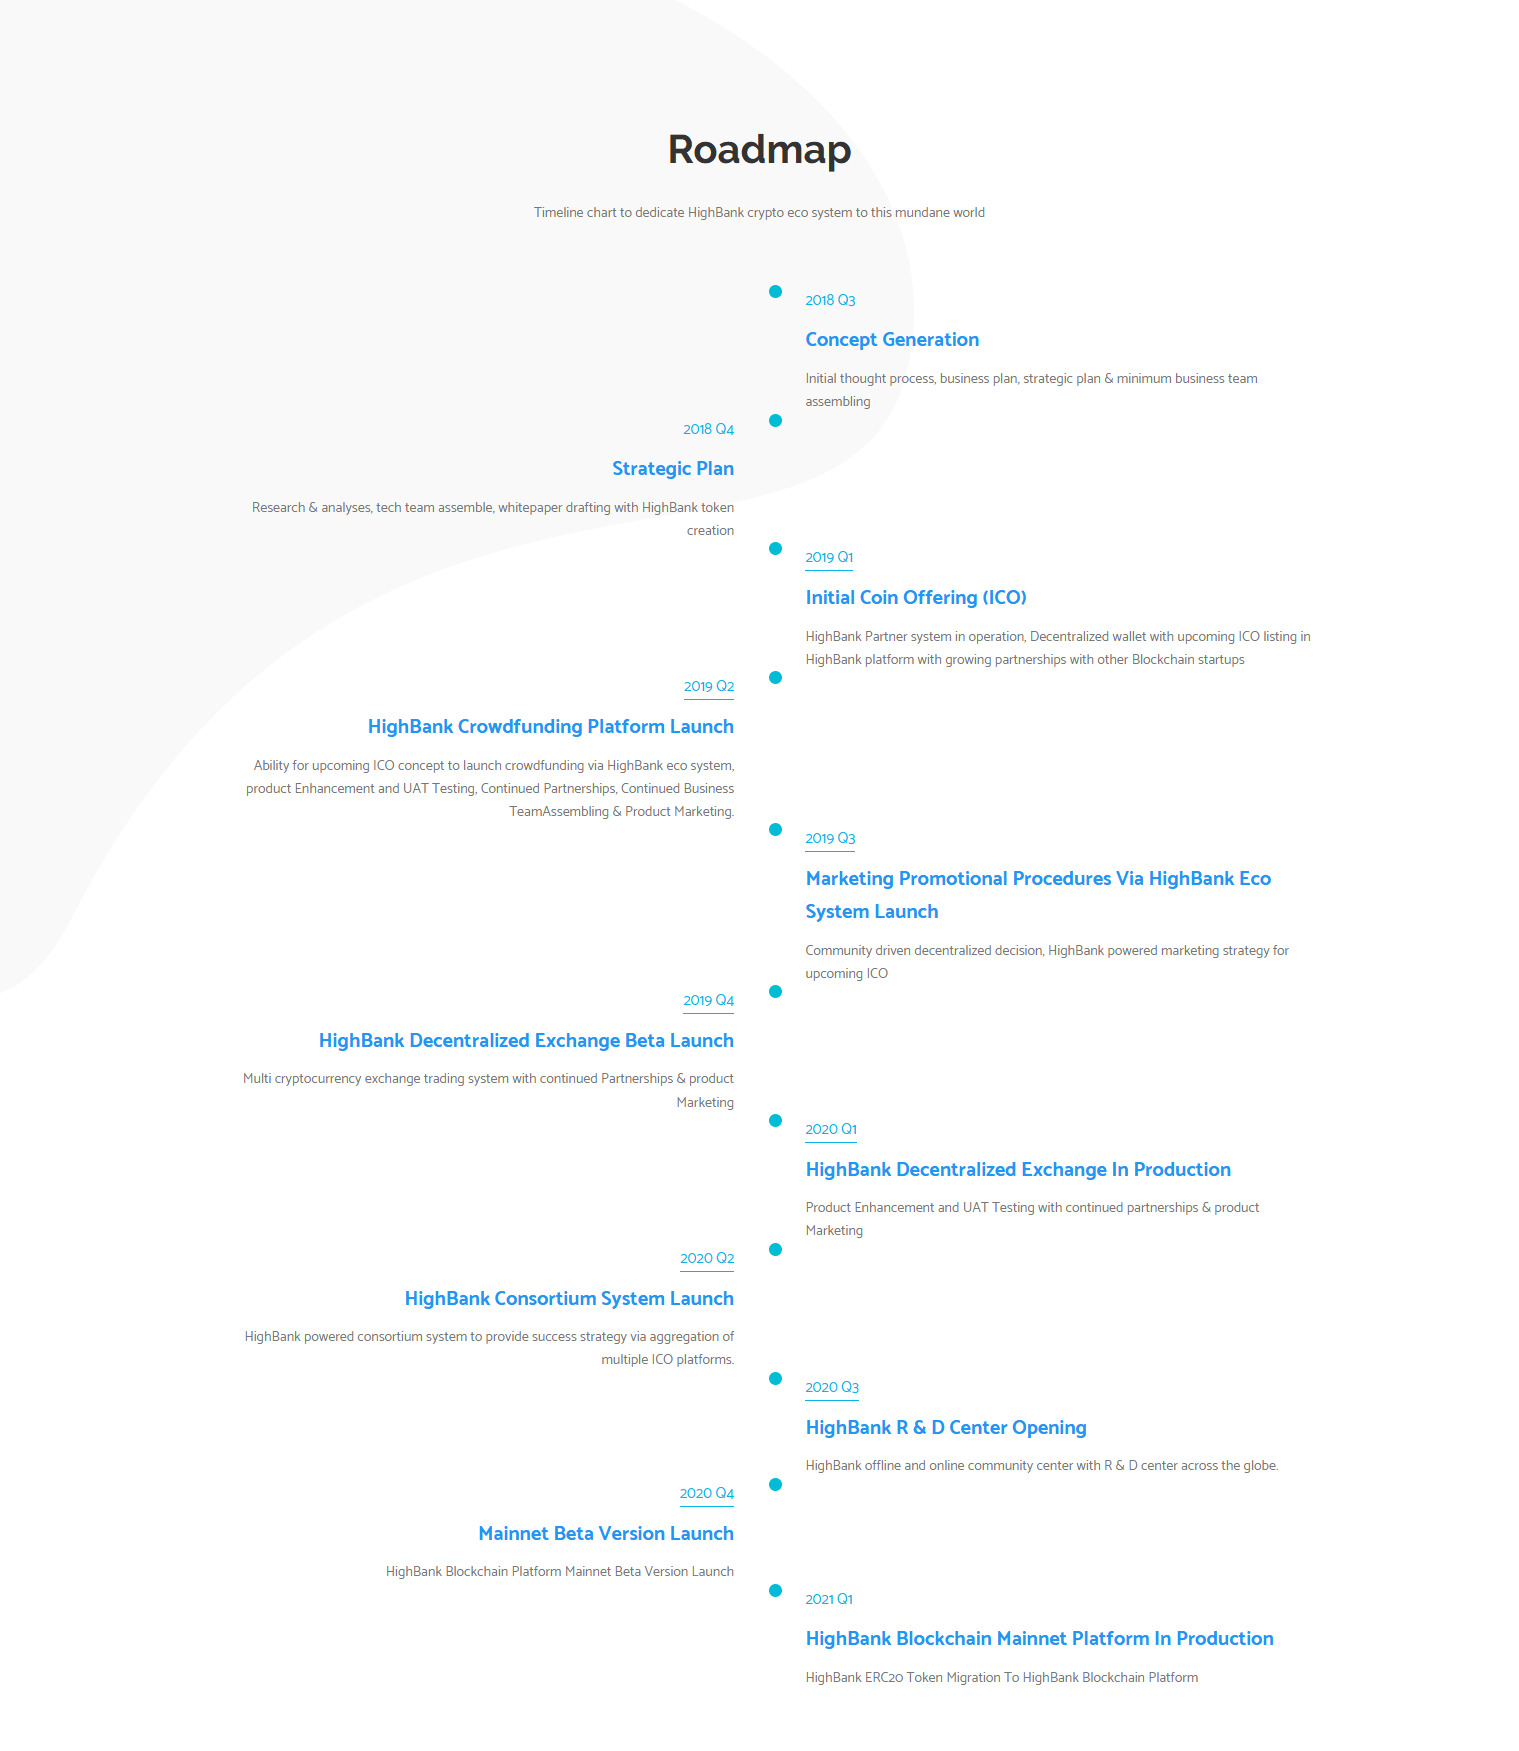 Roadmap
Timeline chart to dedicate HighBank crypto eco system to this mundane world
2018 Q3
Concept Generation
Initial thought process, business plan, strategic plan & minimum business team
assembling
2018 Q4
Strategic Plan
Research & analyses, tech team assemble, whitepaper drafting with HighBank token
creation
2019 Q1
Initial Coin Offering (ICO)
HighBank Partner system in operation, Decentralized wallet with upcoming ICO listing in
HighBank platform with growing partnerships with other Blockchain startups
2019 Q2
HighBank Crowdfunding Platform Launch
Ability for upcoming ICO concept to launch crowdfunding via HighBank eco system,
product Enhancement and UAT Testing, Continued Partnerships, Continued Business
TeamAssembling & Product Marketing.
2019 Q3
Marketing Promotional Procedures Via HighBank Eco
System Launch
Community driven decentralized decision, HighBank powered marketing strategy for
upcoming ICO
2019 Q4
HighBank Decentralized Exchange Beta Launch
Multi cryptocurrency exchange trading system with continued Partnerships & product
Marketing
2020 Q1
HighBank Decentralized Exchange In Production
Product Enhancement and UAT Testing with continued partnerships & product
Marketing
2020 Q2
HighBank Consortium System Launch
HighBank powered consortium system to provide success strategy via aggregation of
multiple ICO platforms.
2020 Q3
HighBank R & D Center Opening
HighBank offline and online community center with R & D center across the globe.
2020 Q4
Mainnet Beta Version Launch
HighBank Blockchain Platform Mainnet Beta Version Launch
2021 Q1
HighBank Blockchain Mainnet Platform In Production
HighBank ERC20 Token Migration To HighBank Blockchain Platform